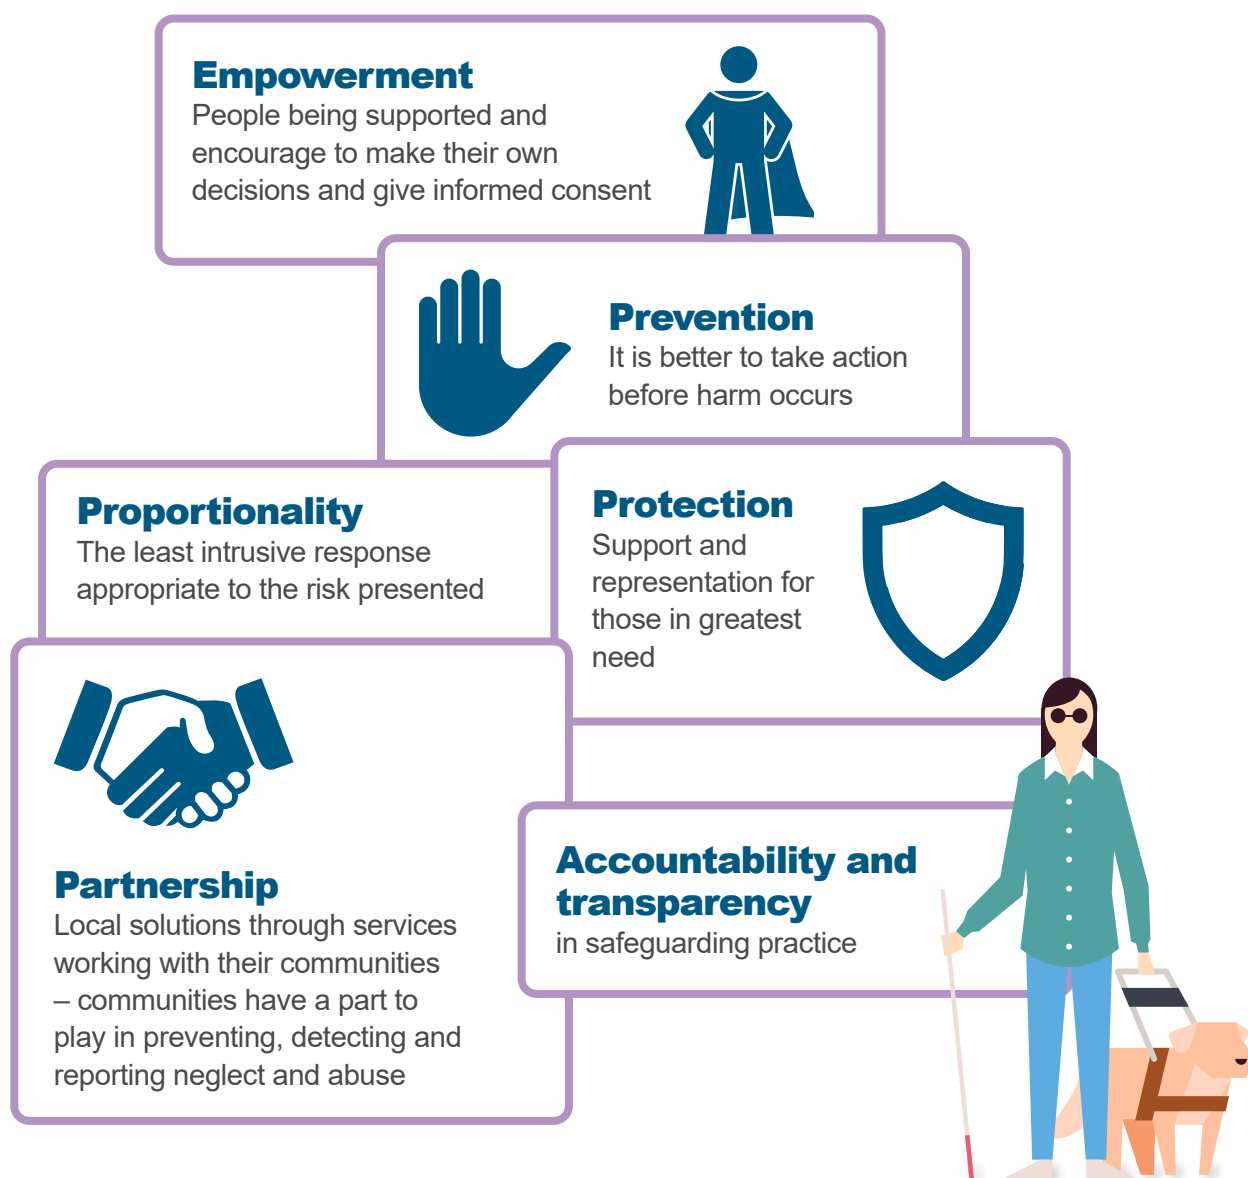 Empowerment
People being supported and
encourage to make their own
decisions and give informed consent
Prevention
It is better to take action
before harm occurs
Proportionality
The least intrusive response
appropriate to the risk presented
Protection
Support and
representation for
those in greatest
need
Partnership
Local solutions through services
working with their communities
– communities have a part to
play in preventing, detecting and
reporting neglect and abuse
Accountability and
transparency
in safeguarding practice